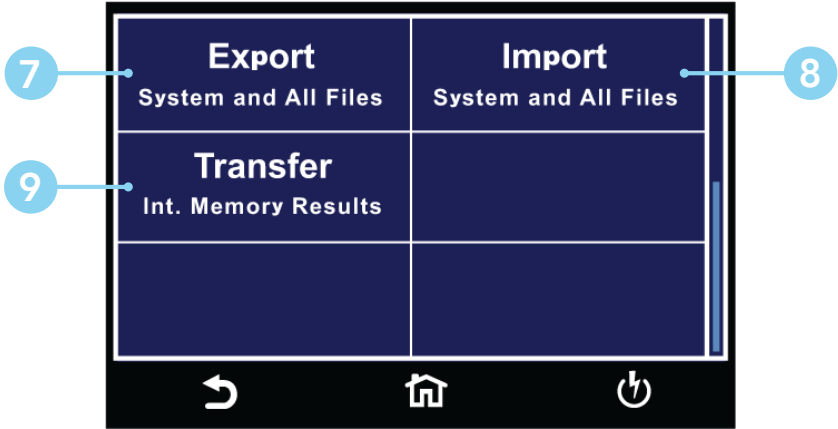 7
Export
System and All Files
Import
System and All Files
8
9
Transfer
Int. Memory Results